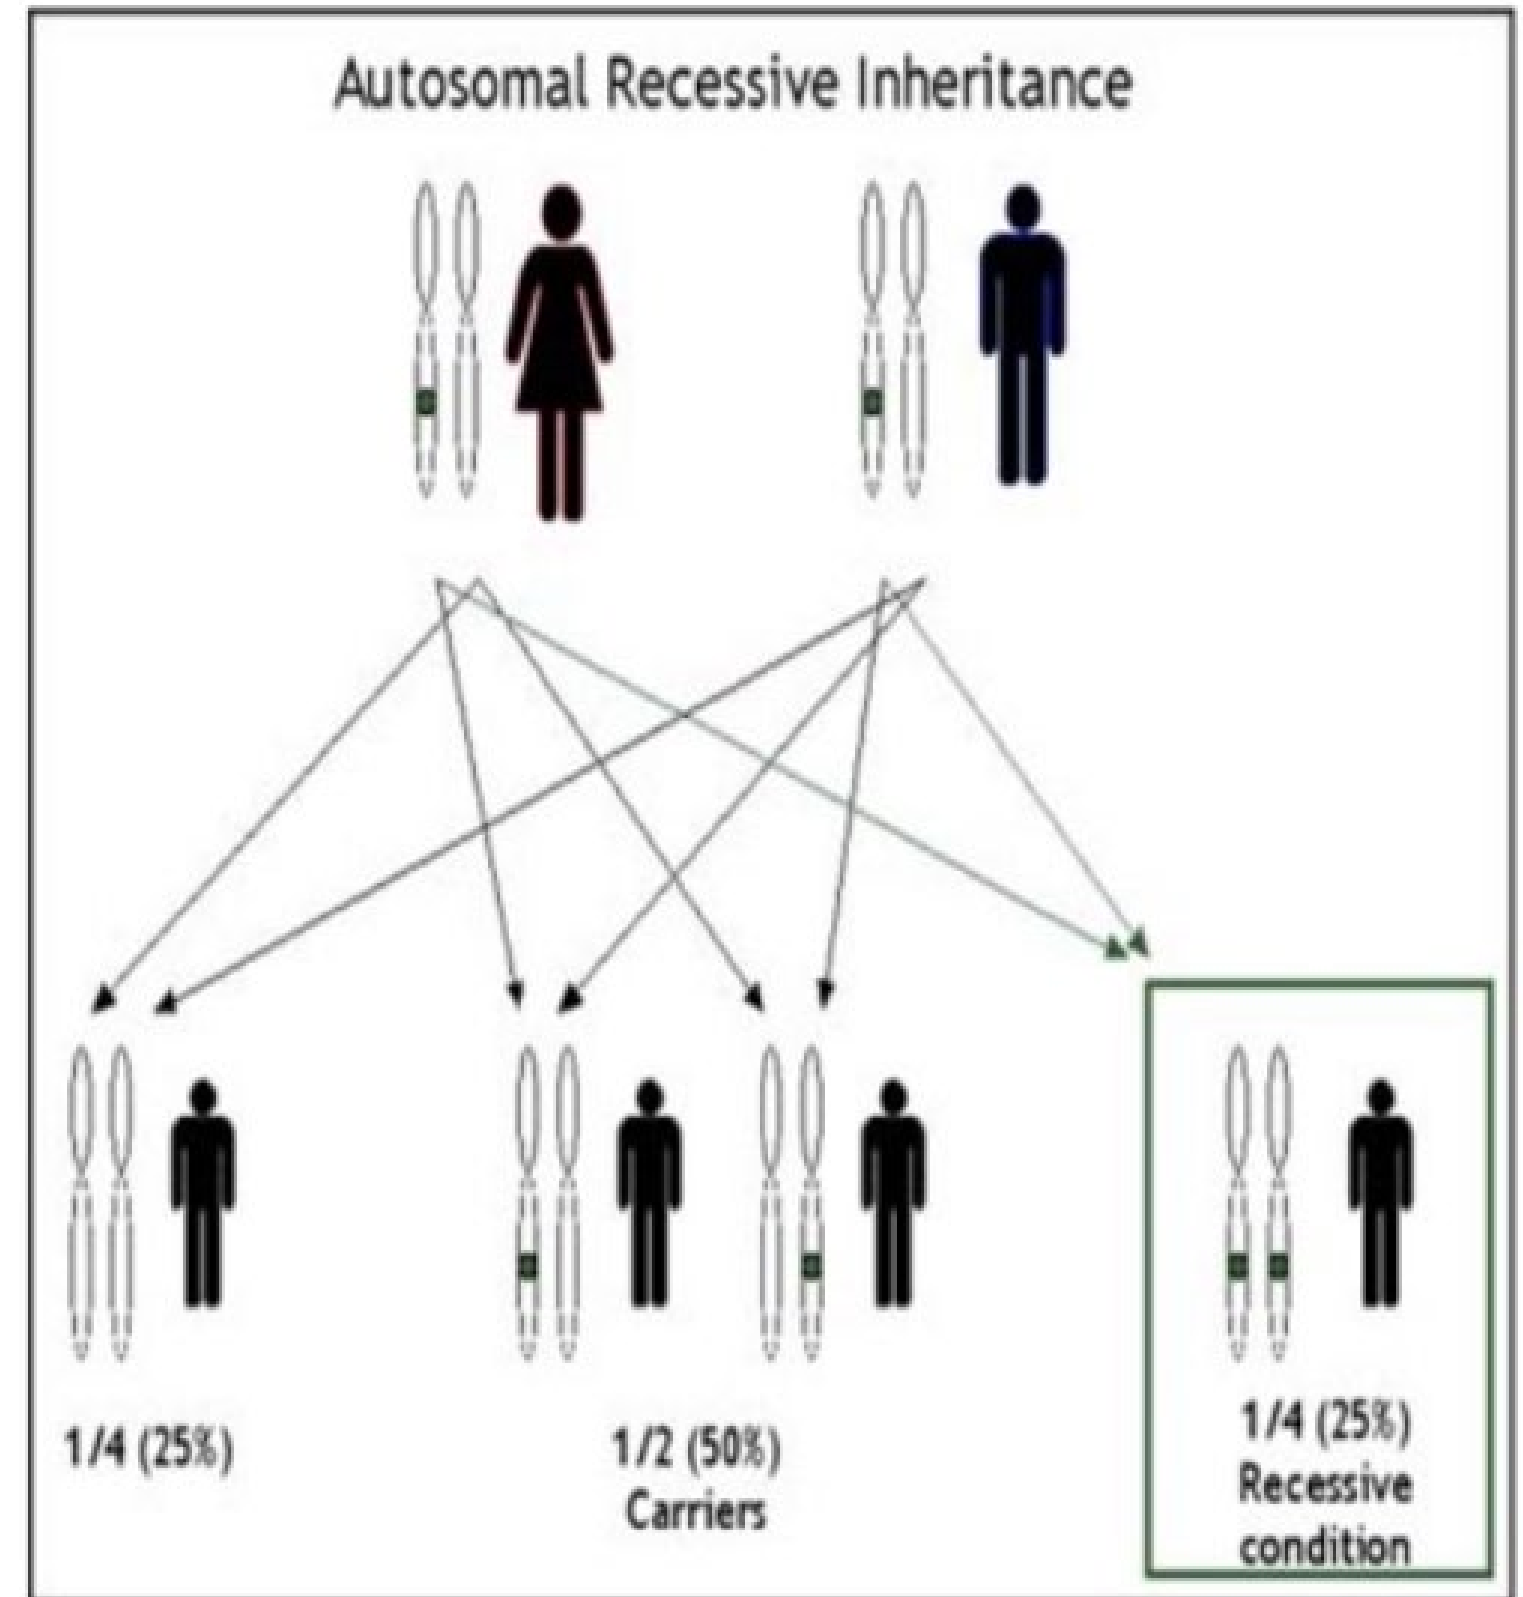 Autosomal Recessive Inheritance
1/4 (25%)
1/2 (50%)
Carriers
1/4 (25%)
Recessive
condition